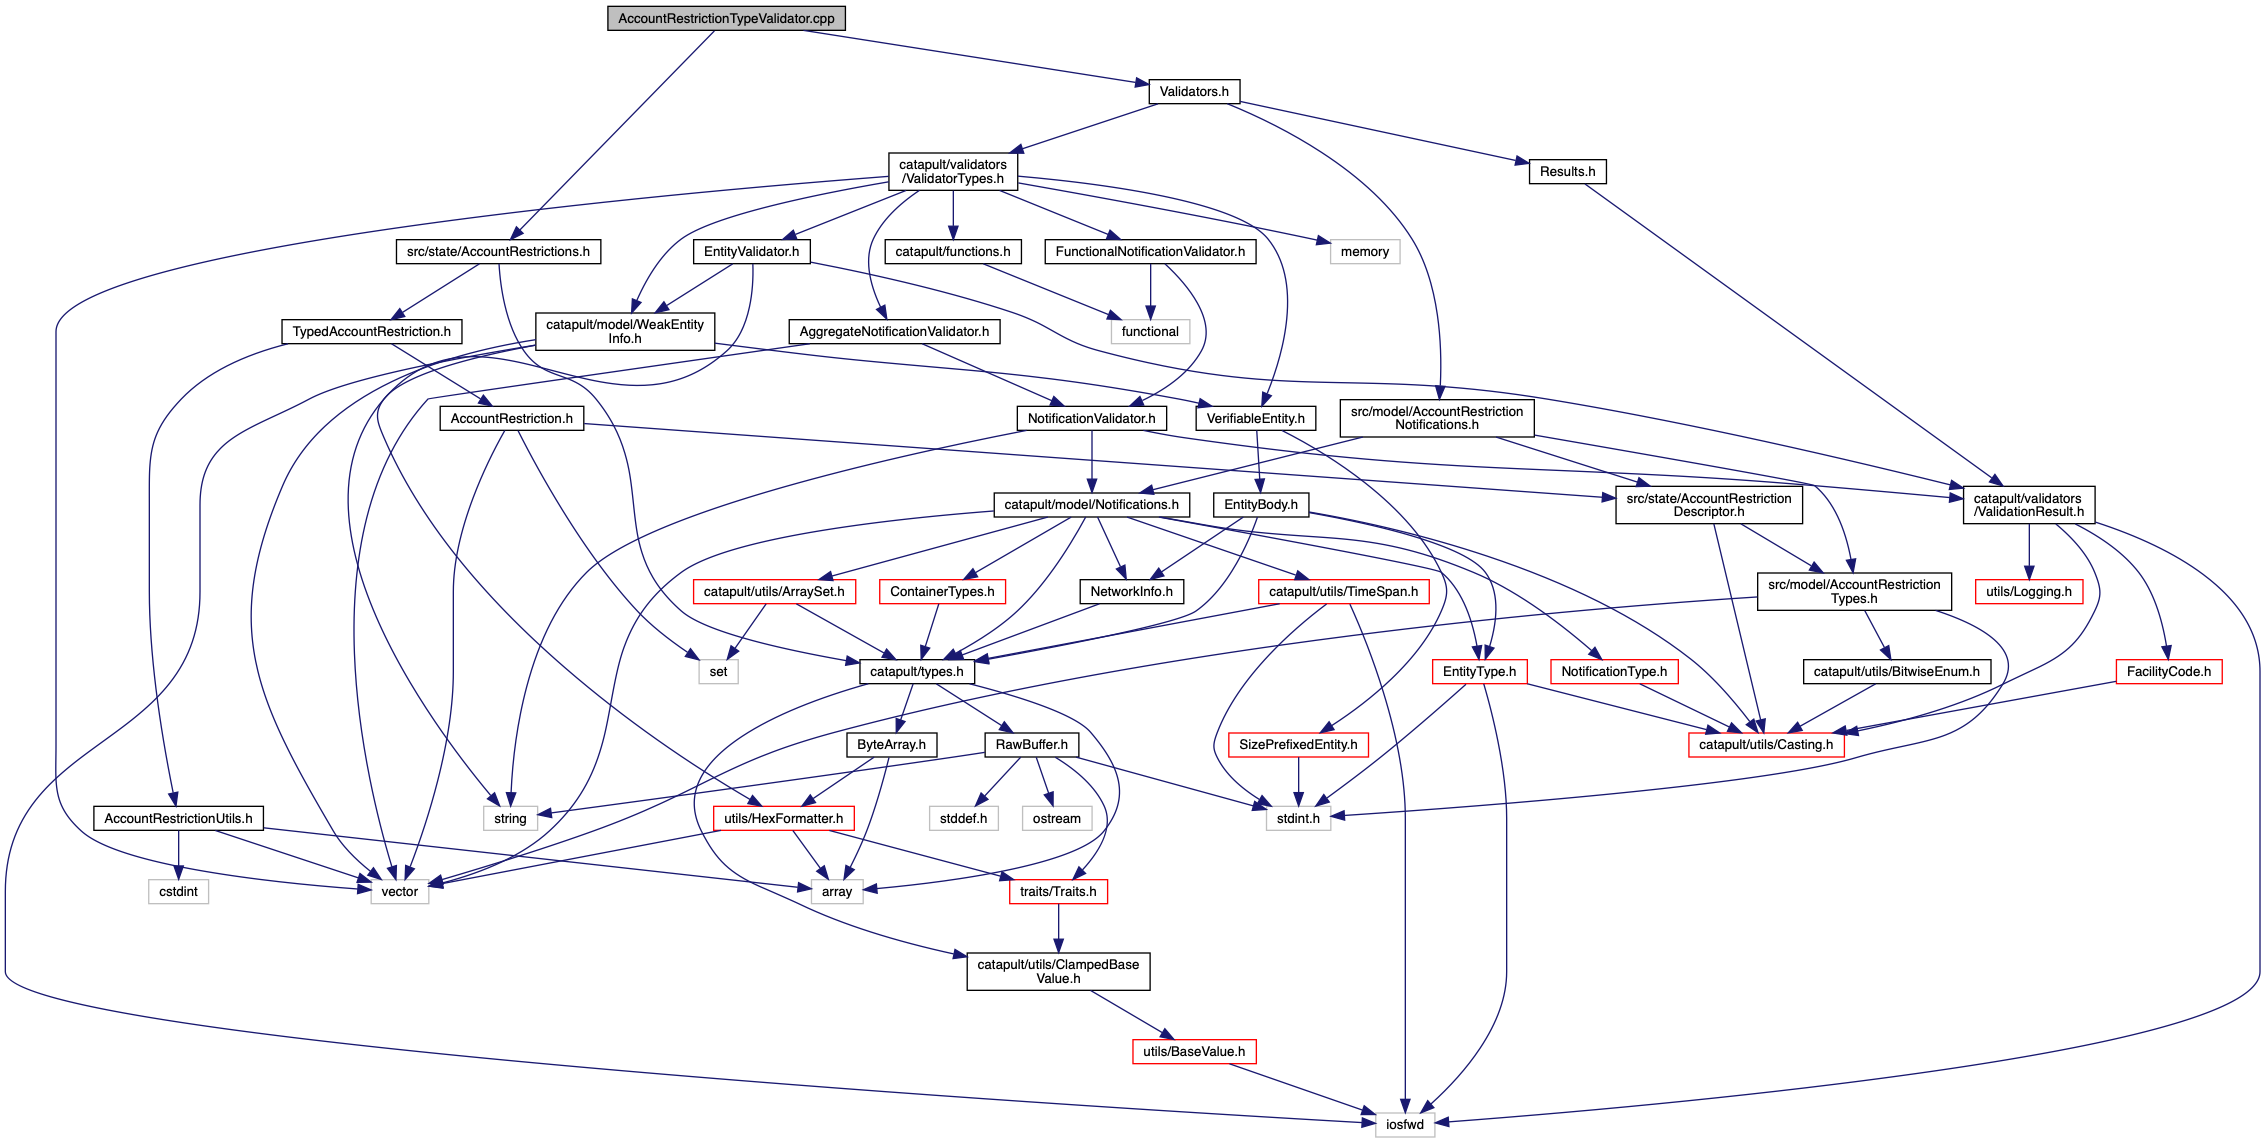 AccountRestrictionTypeValidator.cpp
Validators.h
catapult/validators
/ValidatorTypes.h
Results.h
src/state/AccountRestrictions.h
EntityValidator.h
catapult/functions.h
FunctionalNotificationValidator.h
memory
TypedAccountRestriction.h
catapult/model/WeakEntity
Info.h
AggregateNotificationValidator.h
functional
AccountRestriction.h
NotificationValidator.h
VerifiableEntity.h
src/model/AccountRestriction
Notifications.h
catapult/model/Notifications.h
EntityBody.h
src/state/AccountRestriction
Descriptor.h
catapult/validators
/ValidationResult.h
catapult/utils/ArraySet.h
ContainerTypes.h
NetworkInfo.h
catapult/utils/TimeSpan.h
src/model/AccountRestriction
Types.h
utils/Logging.h
set
catapult/types.h
EntityType.h
NotificationType.h
catapult/utils/BitwiseEnum.h
FacilityCode.h
ByteArray.h
RawBuffer.h
SizePrefixedEntity.h
catapult/utils/Casting.h
AccountRestrictionUtils.h
string
utils/HexFormatter.h
stddef.h
ostream
stdint.h
cstdint
vector
array
traits/Traits.h
catapult/utils/ClampedBase
Value.h
utils/BaseValue.h
iosfwd